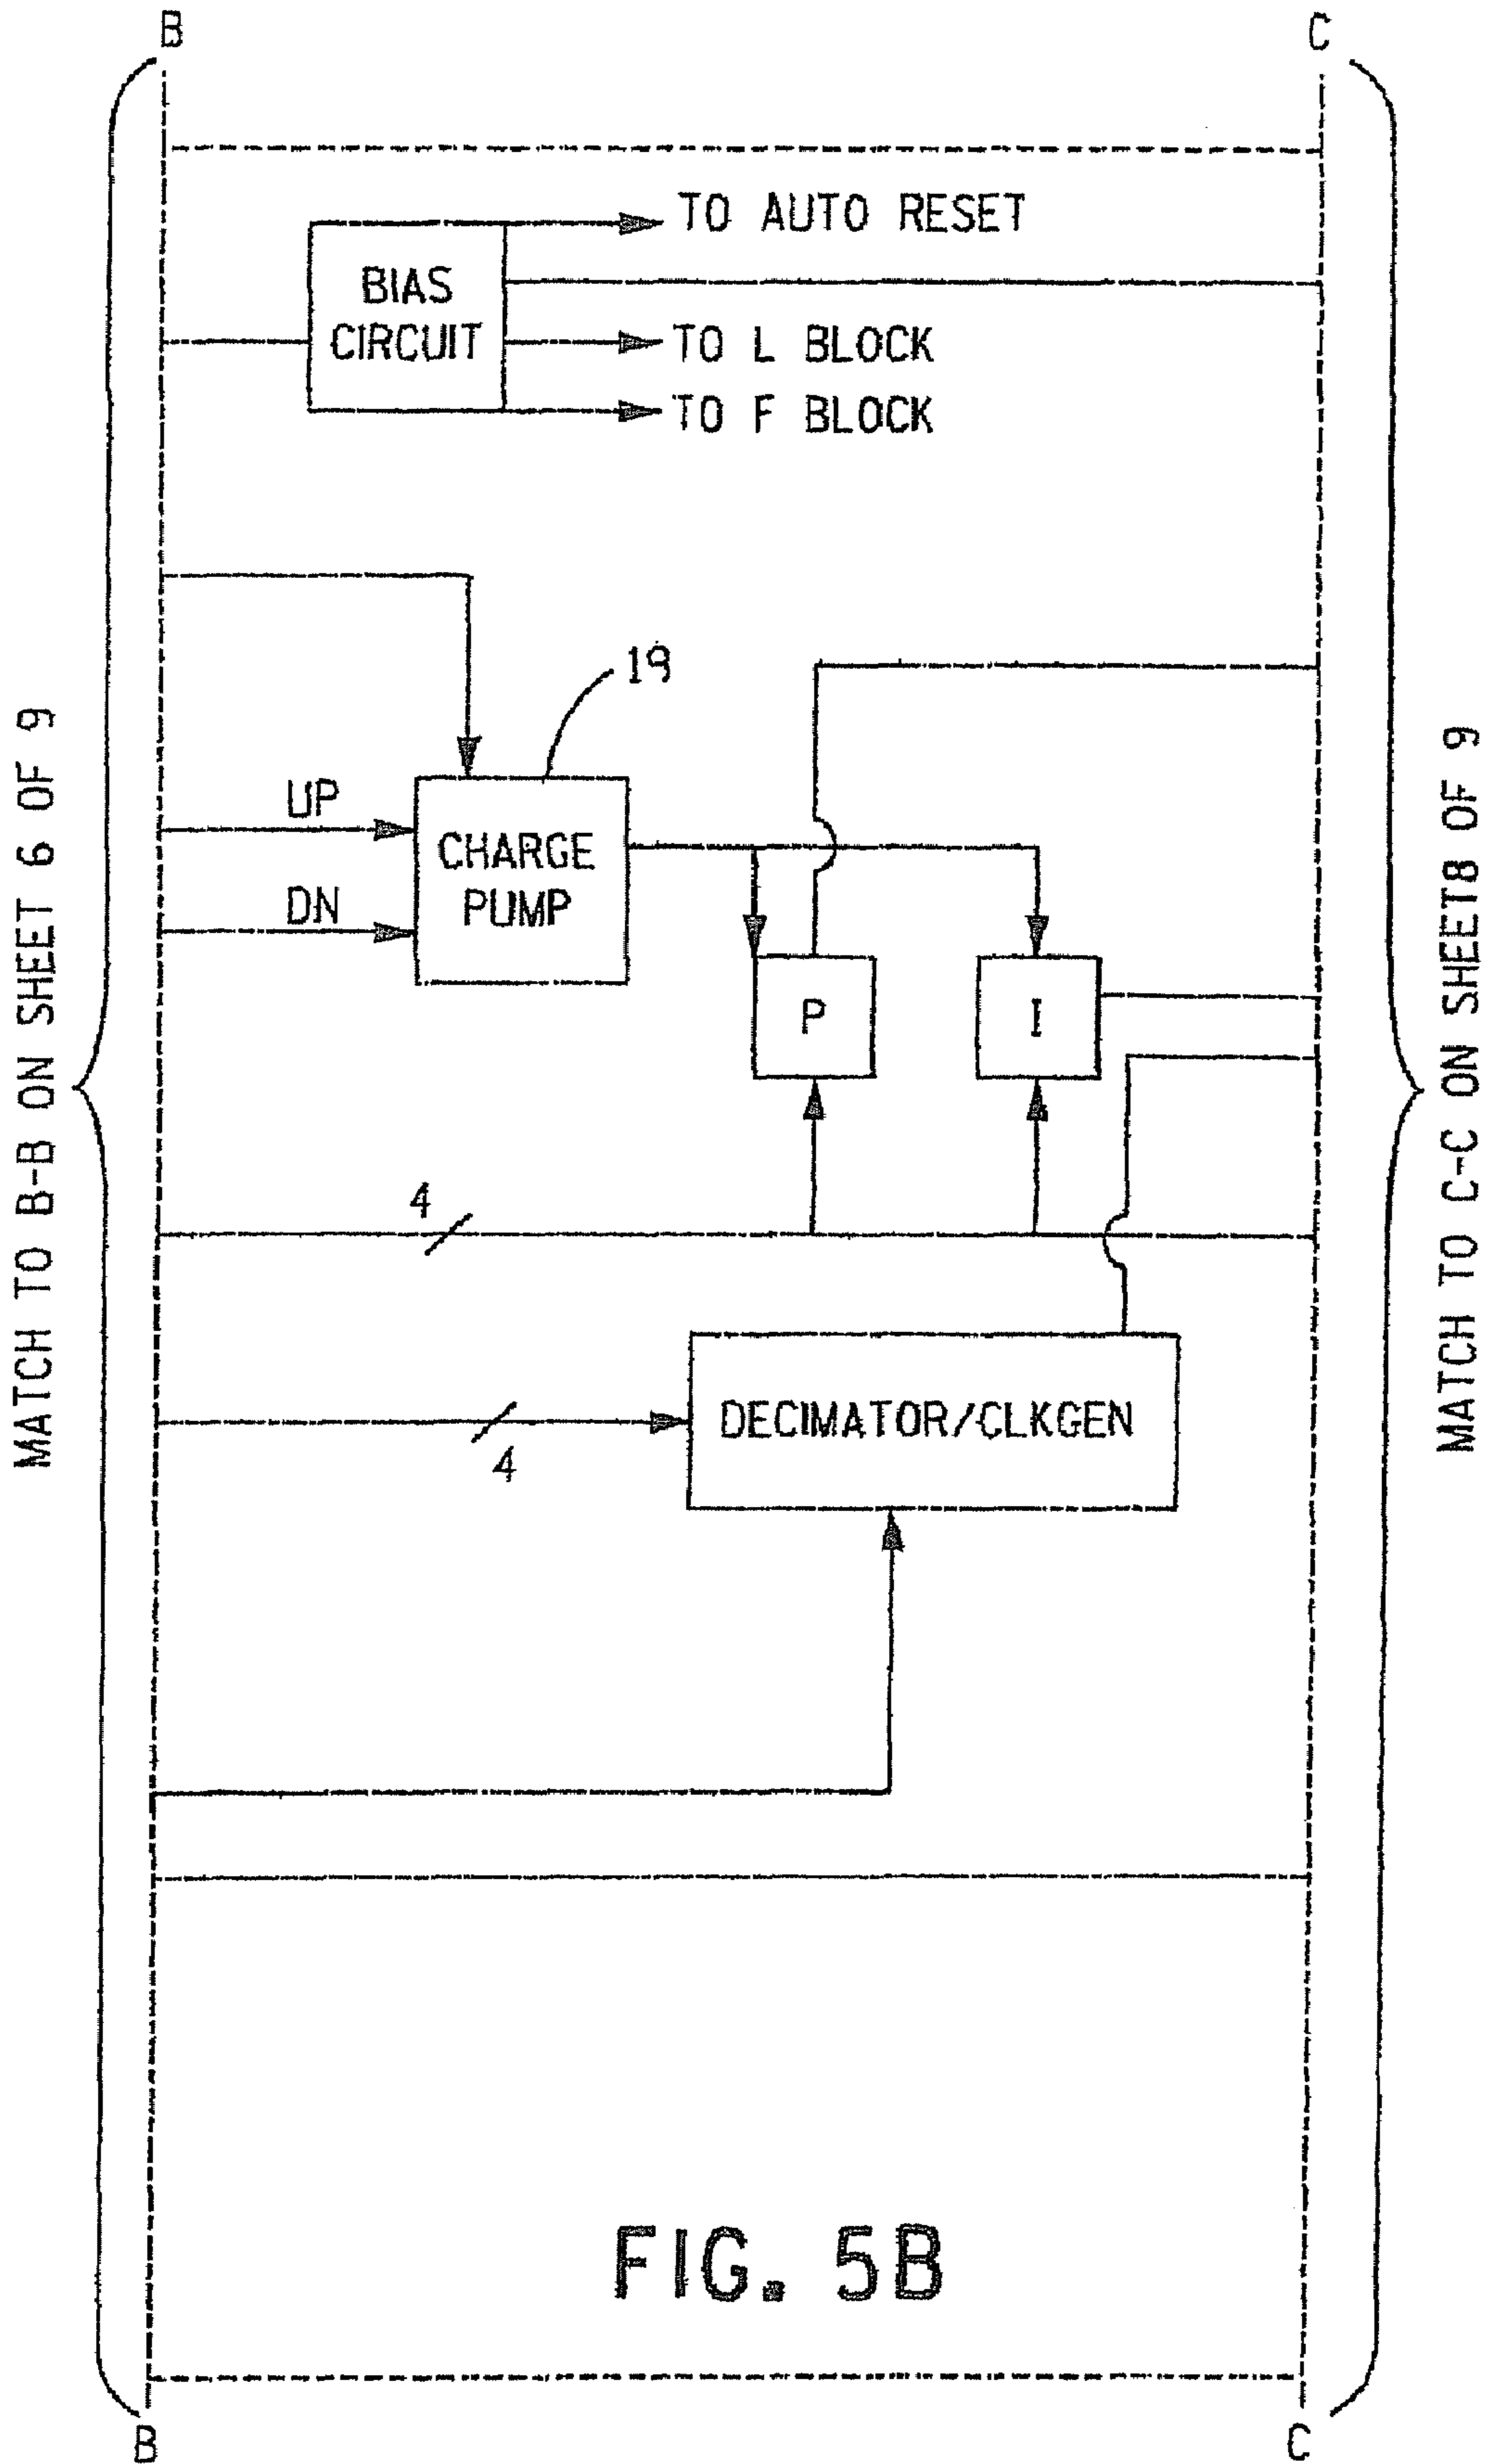 B
C
TO AUTO RESET
BIAS
CIRCUIT
TO L BLOCK
TO F BLOCK
19
UP
CHARGE
PUMP
DN
P
I
4
DECIMATOR/CLKGEN
4
MATCH TO B-B ON SHEET 6 OF 9
MATCH TO C-C ON SHEET8 OF 9
FIG. 5B
B
C